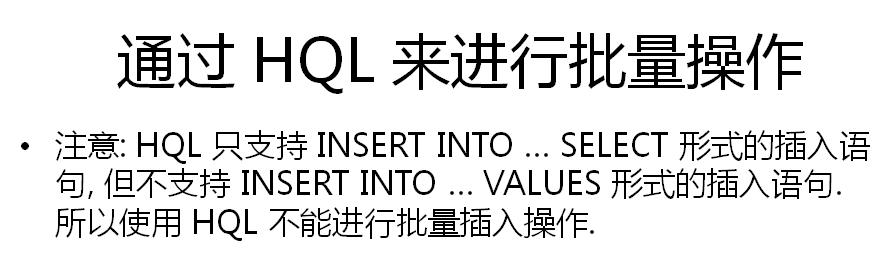 通过 HQL 来进行批量操作
• 注意: HQL 只支持 INSERT INTO … SELECT 形式的插入语
句, 但不支持 INSERT INTO … VALUES 形式的插入语句.
所以使用 HQL 不能进行批量插入操作.